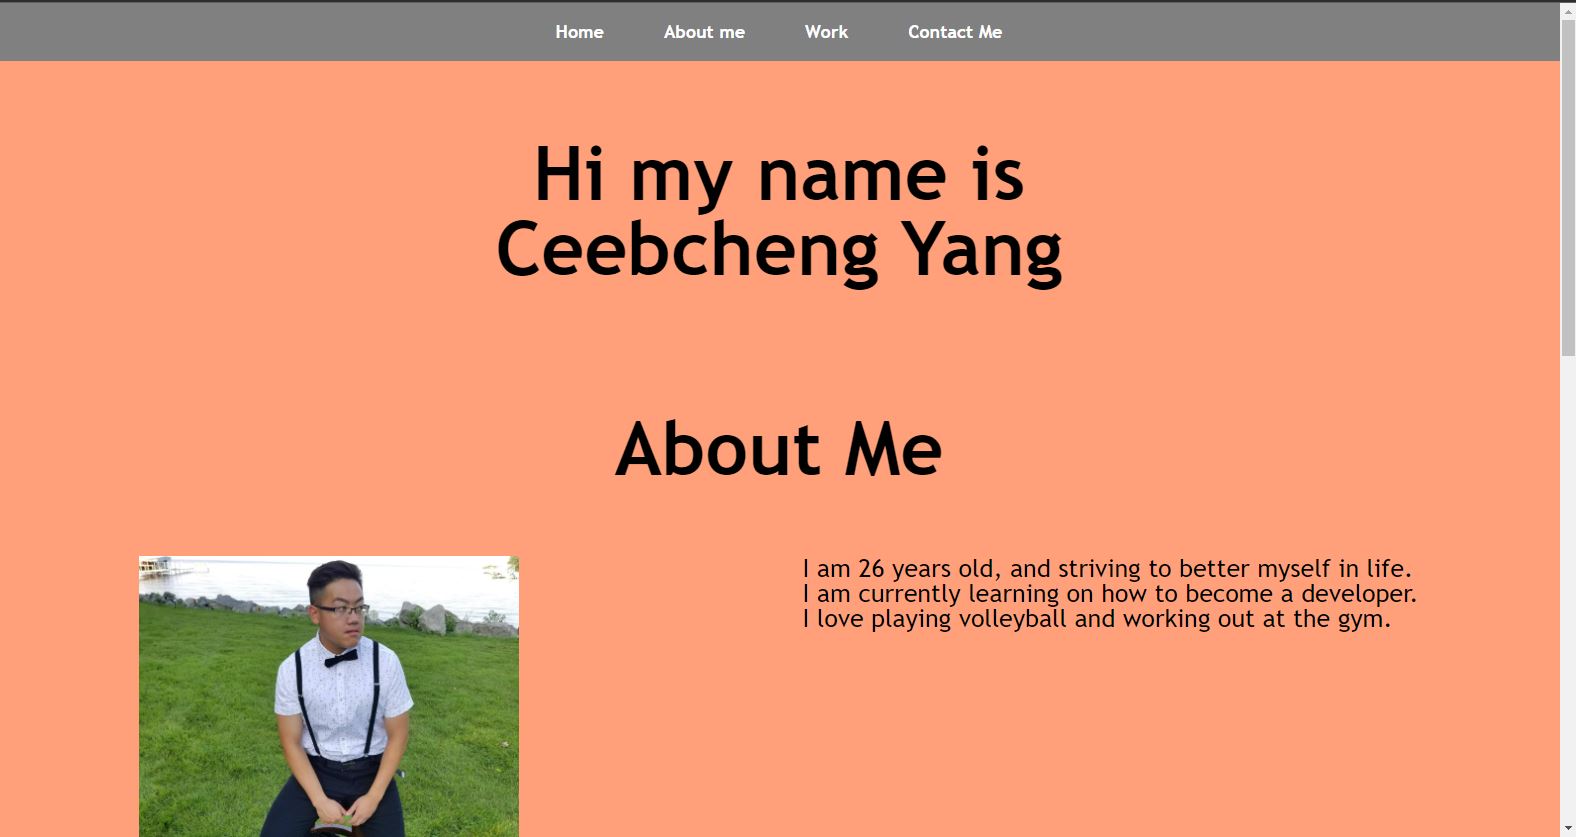 Home About me Work Contact Me
Hi my name is
Ceebcheng Yang
About Me
I am 26 years old, and striving to better myself in life.
I am currently learning on how to become a developer.
I love playing volleyball and working out at the gym.